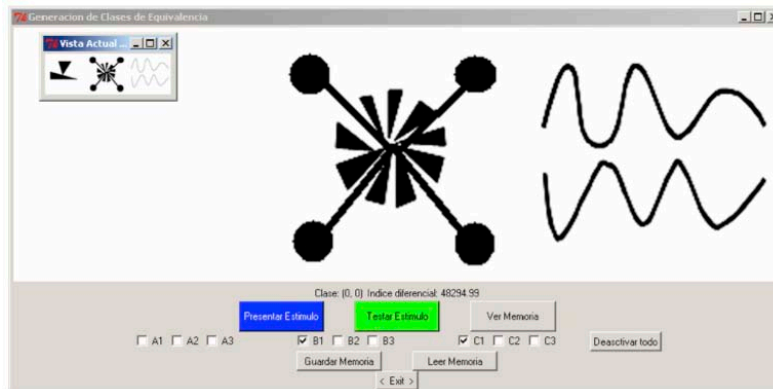 Generacion de Clases de Equivalencia
Vista Actual ...
Clase: (0, 0) Indice diferencial: 48294.99
Presentar Estimulo Testar Estimulo Ver Memoria
A1 A2 A3 B1 B2 B3 C1 C2 C3 Desactivar todo
Guardar Memoria Leer Memoria
< Exit >